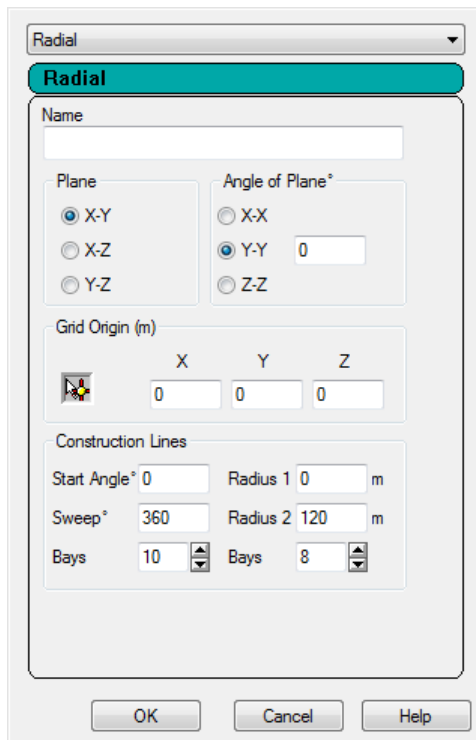 Radial
Radial
Name
Plane
Angle of Plane°
X-Y
X-X
X-Z
Y-Y 0
Y-Z
Z-Z
Grid Origin (m)
X Y Z
0 0 0
Construction Lines
Start Angle° 0 Radius 1 0 m
Sweep° 360 Radius 2 120 m
Bays 10 Bays 8
OK Cancel Help